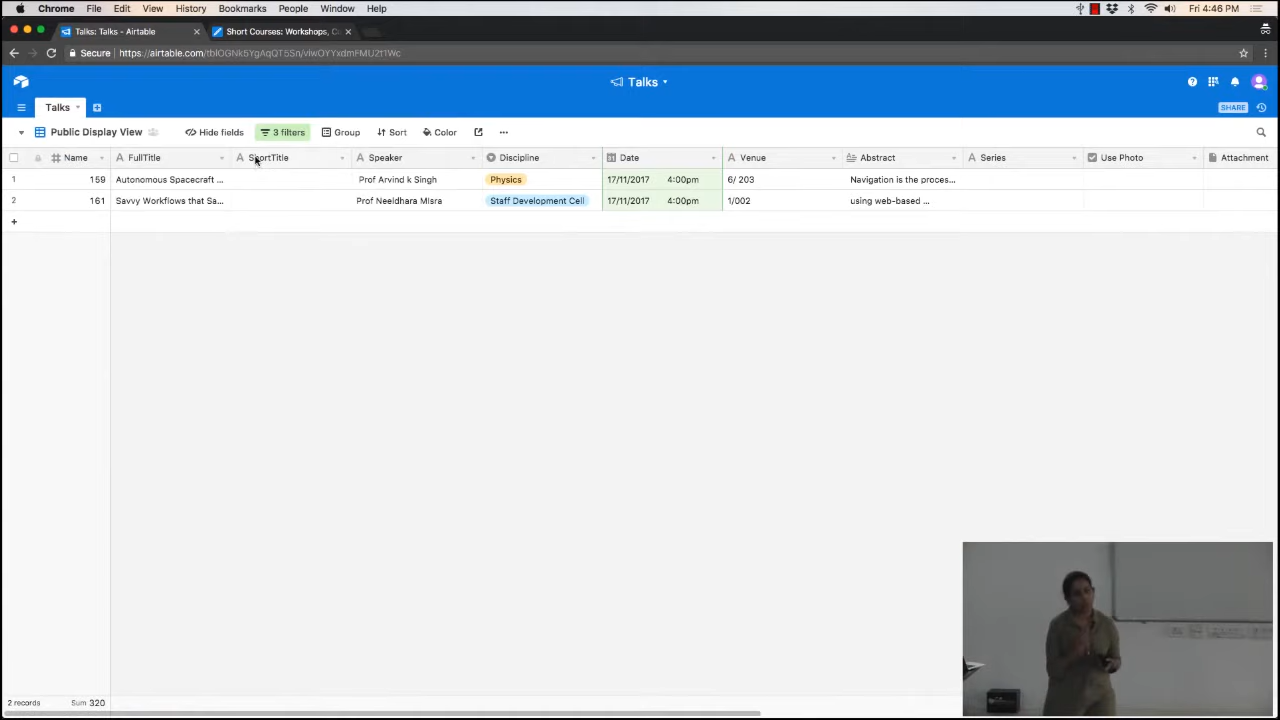 Chrome File Edit View History Bookmarks People Window Help Fri 4:46 PM
Talks: Talks - Airtable Short Courses: Workshops, C
Secure https://airtable.com/tblOGNk5YgAqQT5Sn/viwOYYxdmFMU2t1Wc
Talks
Talks SHARE
Public Display View Hide fields 3 filters Group Sort Color
Name FullTitle ShortTitle Speaker Discipline Date Venue Abstract Series Use Photo Attachment
1 159 Autonomous Spacecraft ... Prof Arvind k Singh Physics 17/11/2017 4:00pm 6/ 203 Navigation is the proces...
2 161 Savvy Workflows that Sa... Prof Neeldhara Misra Staff Development Cell 17/11/2017 4:00pm 1/002 using web-based ...
+
2 records Sum 320